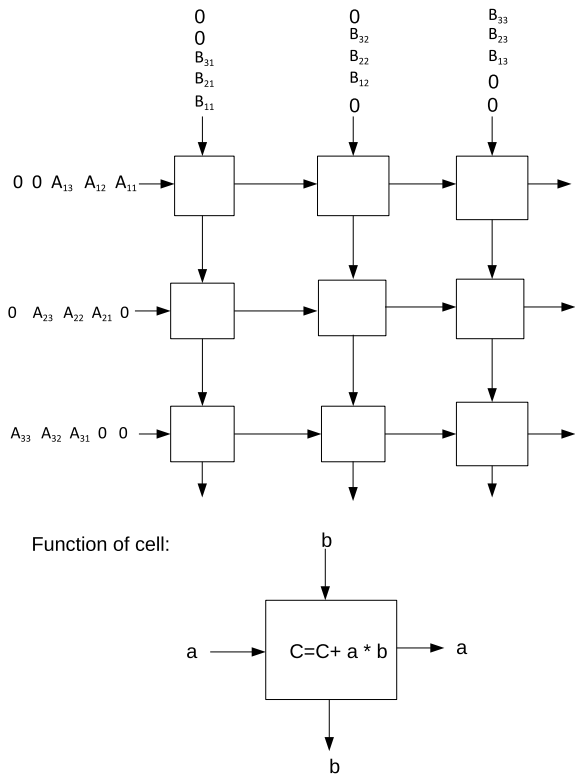 0 0 B₃₃
0 B₃₂ B₂₃
B₃₁ B₂₂ B₁₃
B₂₁ B₁₂ 0
B₁₁ 0 0
0 0 A₁₃ A₁₂ A₁₁
0 A₂₃ A₂₂ A₂₁ 0
A₃₃ A₃₂ A₃₁ 0 0
Function of cell:
b
a C=C+ a * b a
b